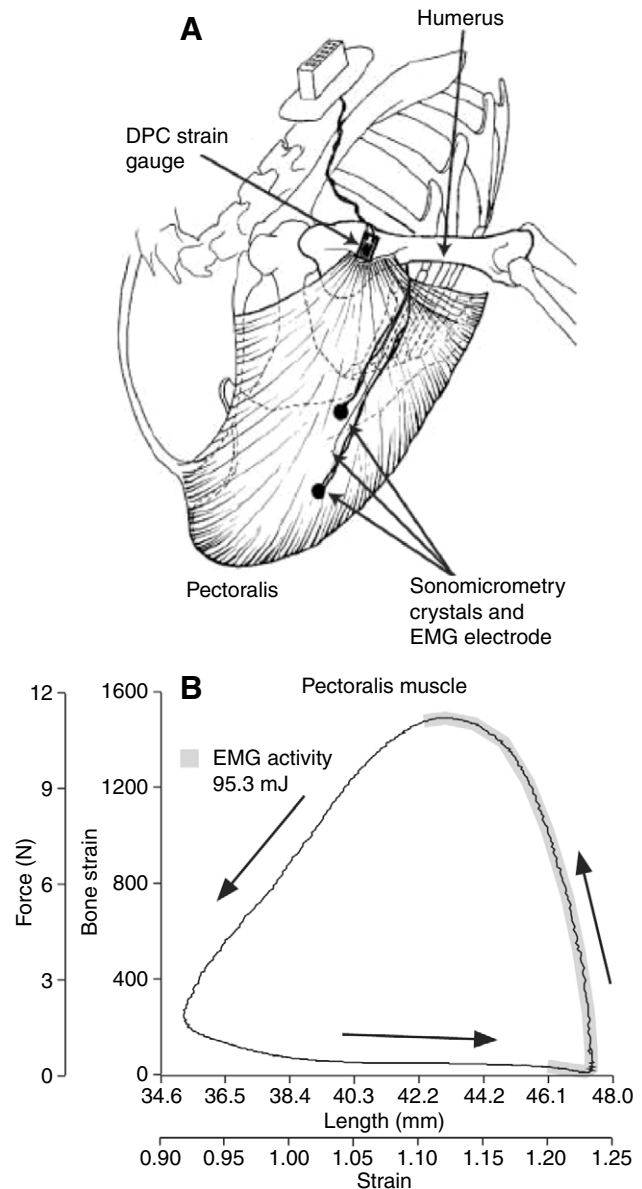 A
Humerus
DPC strain
gauge
Pectoralis
Sonomicrometry
crystals and
EMG electrode
B
Pectoralis muscle
EMG activity
95.3 mJ
12
9
6
3
0
Force (N)
1600
1200
800
400
0
Bone strain
34.6 36.5 38.4 40.3 42.2 44.2 46.1 48.0
Length (mm)
0.90 0.95 1.00 1.05 1.10 1.15 1.20 1.25
Strain